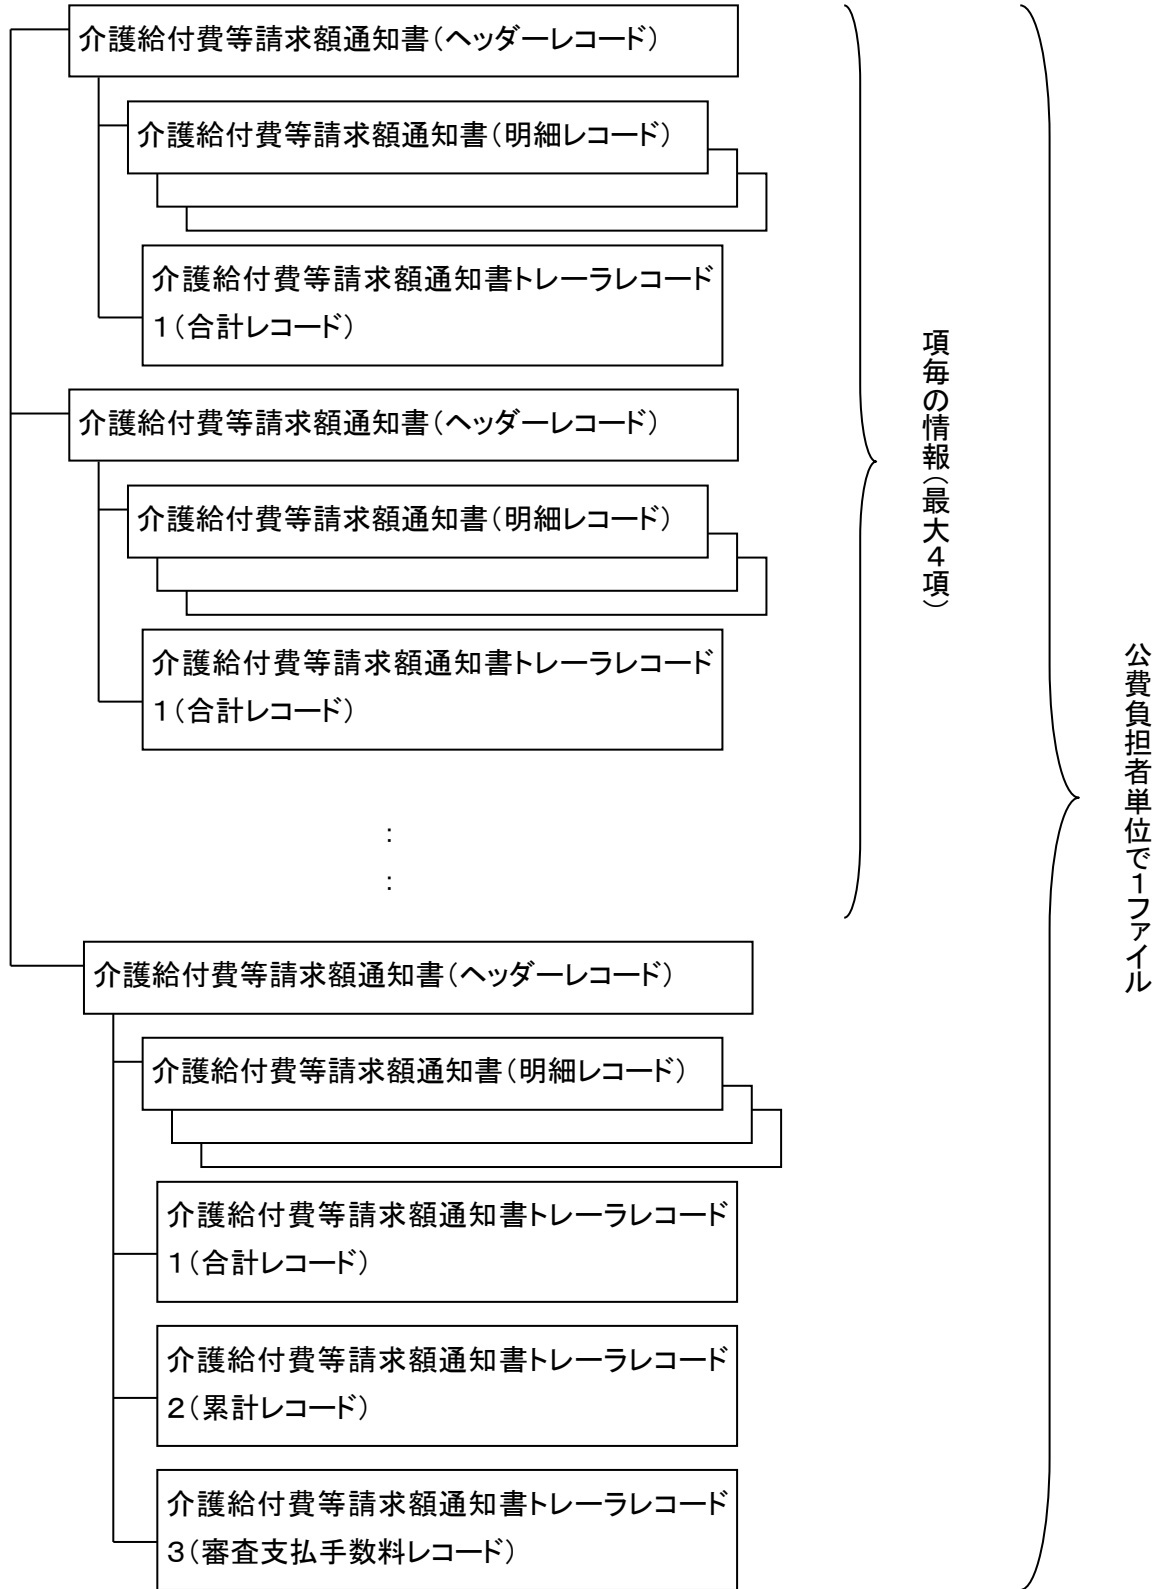 介護給付費等請求額通知書（ヘッダーレコード）
介護給付費等請求額通知書（明細レコード）
介護給付費等請求額通知書トレーラレコード
１（合計レコード）
介護給付費等請求額通知書（ヘッダーレコード）
介護給付費等請求額通知書（明細レコード）
介護給付費等請求額通知書トレーラレコード
１（合計レコード）
：
：
介護給付費等請求額通知書（ヘッダーレコード）
介護給付費等請求額通知書（明細レコード）
介護給付費等請求額通知書トレーラレコード
１（合計レコード）
介護給付費等請求額通知書トレーラレコード
２（累計レコード）
介護給付費等請求額通知書トレーラレコード
３（審査支払手数料レコード）
項毎の情報（最大４項）
公費負担者単位で１ファイル